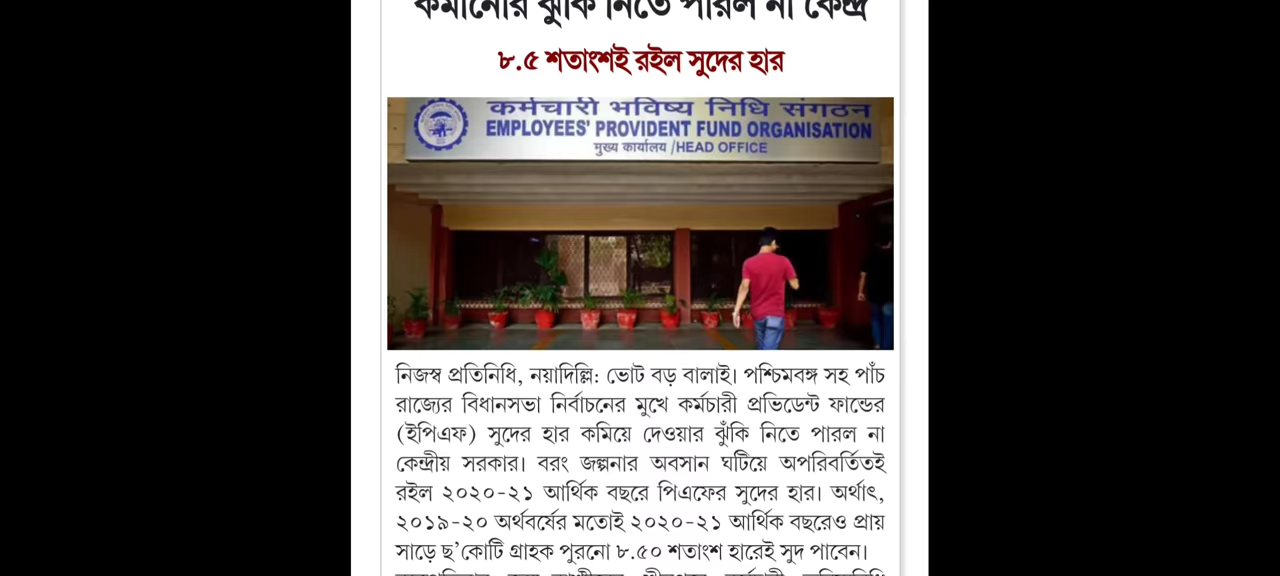 কমানোর ঝুঁকি নিতে পারল না কেন্দ্র
৮.৫ শতাংশই রইল সুদের হার
कर्मचारी भविष्य निधि संगठन
EMPLOYEES' PROVIDENT FUND ORGANISATION
मुख्य कार्यालय /HEAD OFFICE
নিজস্ব প্রতিনিধি, নয়াদিল্লি: ভোট বড় বালাই। পশ্চিমবঙ্গ সহ পাঁচ
রাজ্যের বিধানসভা নির্বাচনের মুখে কর্মচারী প্রভিডেন্ট ফান্ডের
(ইপিএফ) সুদের হার কমিয়ে দেওয়ার ঝুঁকি নিতে পারল না
কেন্দ্রীয় সরকার। বরং জল্পনার অবসান ঘটিয়ে অপরিবর্তিতই
রইল ২০২০-২১ আর্থিক বছরে পিএফের সুদের হার। অর্থাৎ,
২০১৯-২০ অর্থবর্ষের মতোই ২০২০-২১ আর্থিক বছরেও প্রায়
সাড়ে ছ'কোটি গ্রাহক পুরনো ৮.৫০ শতাংশ হারেই সুদ পাবেন।